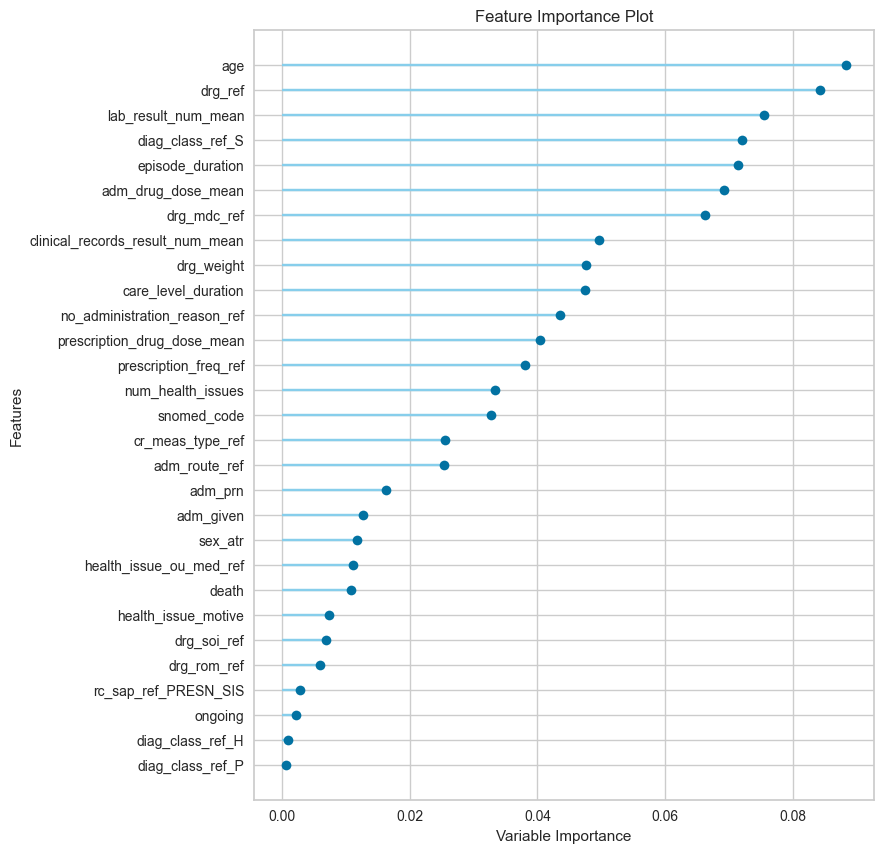 Feature Importance Plot
Features
age
drg_ref
lab_result_num_mean
diag_class_ref_S
episode_duration
adm_drug_dose_mean
drg_mdc_ref
clinical_records_result_num_mean
drg_weight
care_level_duration
no_administration_reason_ref
prescription_drug_dose_mean
prescription_freq_ref
num_health_issues
snomed_code
cr_meas_type_ref
adm_route_ref
adm_prn
adm_given
sex_atr
health_issue_ou_med_ref
death
health_issue_motive
drg_soi_ref
drg_rom_ref
rc_sap_ref_PRESN_SIS
ongoing
diag_class_ref_H
diag_class_ref_P
0.00 0.02 0.04 0.06 0.08
Variable Importance